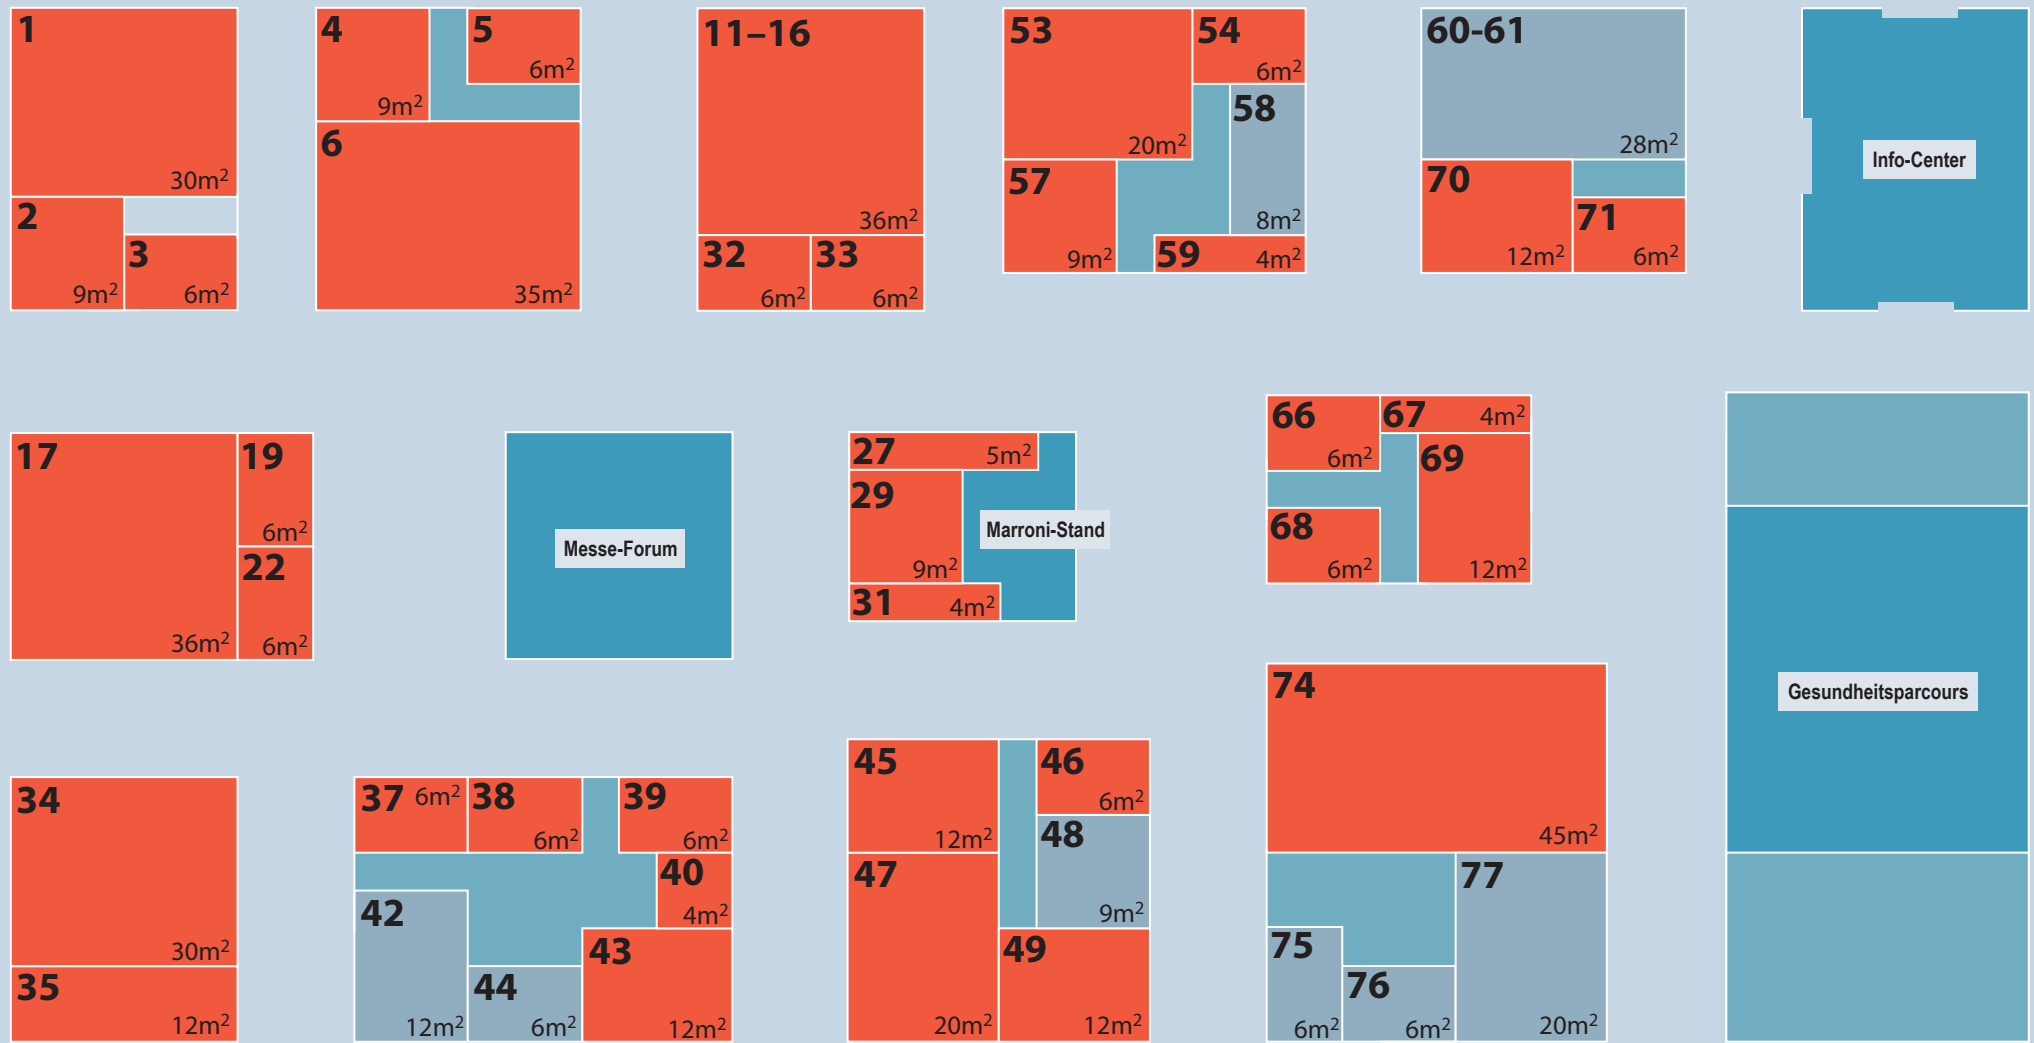 1
30m²
2
9m²
3
6m²
4
9m²
5
6m²
6
35m²
11–16
36m²
32
6m²
33
6m²
53
20m²
54
6m²
57
9m²
58
8m²
59
4m²
60-61
28m²
70
12m²
71
6m²
Info-Center
17
36m²
19
6m²
22
6m²
Messe-Forum
27
5m²
29
9m²
31
4m²
Marroni-Stand
66
6m²
67
4m²
68
6m²
69
12m²
Gesundheitsparcours
34
30m²
35
12m²
37 6m²
38
6m²
39
6m²
40
4m²
42
12m²
43
12m²
44
6m²
45
12m²
46
6m²
47
20m²
48
9m²
49
12m²
74
45m²
75
6m²
76
6m²
77
20m²